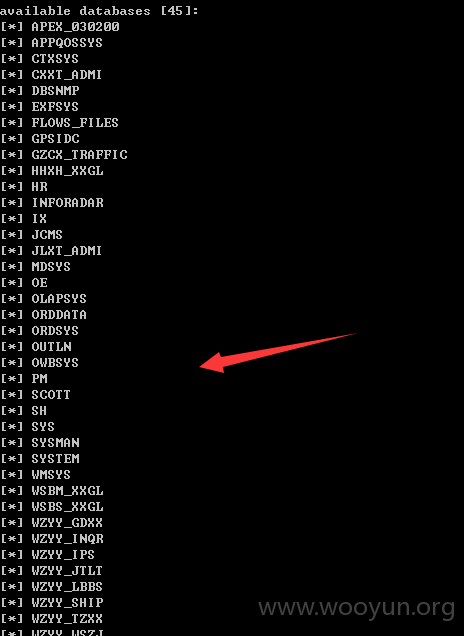 available databases [45]:
[*] APEX_030200
[*] APPQOSSYS
[*] CTXSYS
[*] CXXT_ADMI
[*] DBSNMP
[*] EXFSYS
[*] FLOWS_FILES
[*] GPSIDC
[*] GZCX_TRAFFIC
[*] HHXH_XXGL
[*] HR
[*] INFORADAR
[*] IX
[*] JCMS
[*] JLXT_ADMI
[*] MDSYS
[*] OE
[*] OLAPSYS
[*] ORDDATA
[*] ORDSYS
[*] OUTLN
[*] OWBSYS
[*] PM
[*] SCOTT
[*] SH
[*] SYS
[*] SYSMAN
[*] SYSTEM
[*] WMSYS
[*] WSBM_XXGL
[*] WSBS_XXGL
[*] WZYY_GDXX
[*] WZYY_INQR
[*] WZYY_IPS
[*] WZYY_JTLT
[*] WZYY_LBBS
[*] WZYY_SHIP
[*] WZYY_TZXX
[*] WZYY_WSZJ
www.wooyun.org